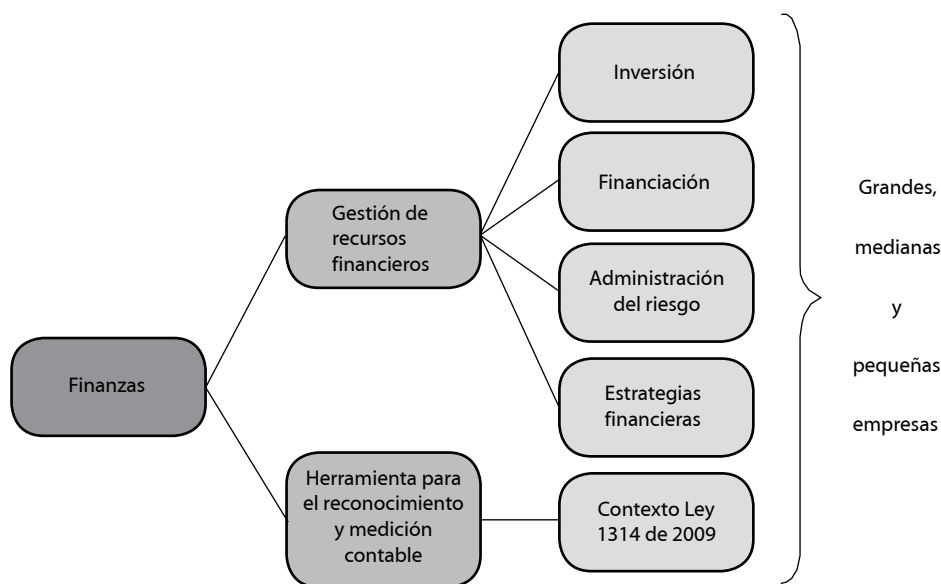 Finanzas
Gestión de
recursos
financieros
Herramienta para
el reconocimiento
y medición
contable
Inversión
Financiación
Administración
del riesgo
Estrategias
financieras
Contexto Ley
1314 de 2009
Grandes,
medianas
y
pequeñas
empresas